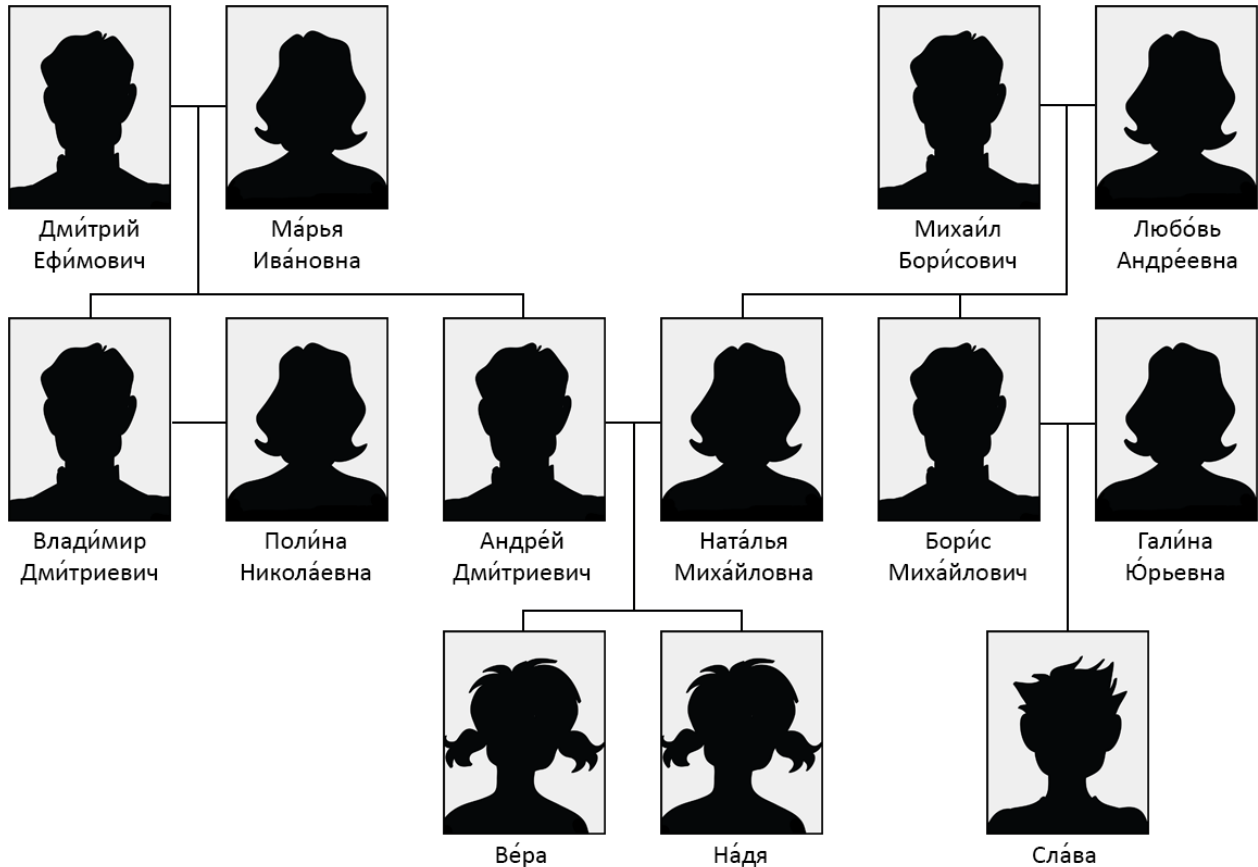 Дми́трий
Ефи́мович
Ма́рья
Ива́новна
Михаи́л
Бори́сович
Любо́вь
Андре́евна
Влади́мир
Дми́триевич
Поли́на
Никола́евна
Андре́й
Дми́триевич
Ната́лья
Миха́йловна
Бори́с
Миха́йлович
Гали́на
Ю́рьевна
Ве́ра
На́дя
Сла́ва